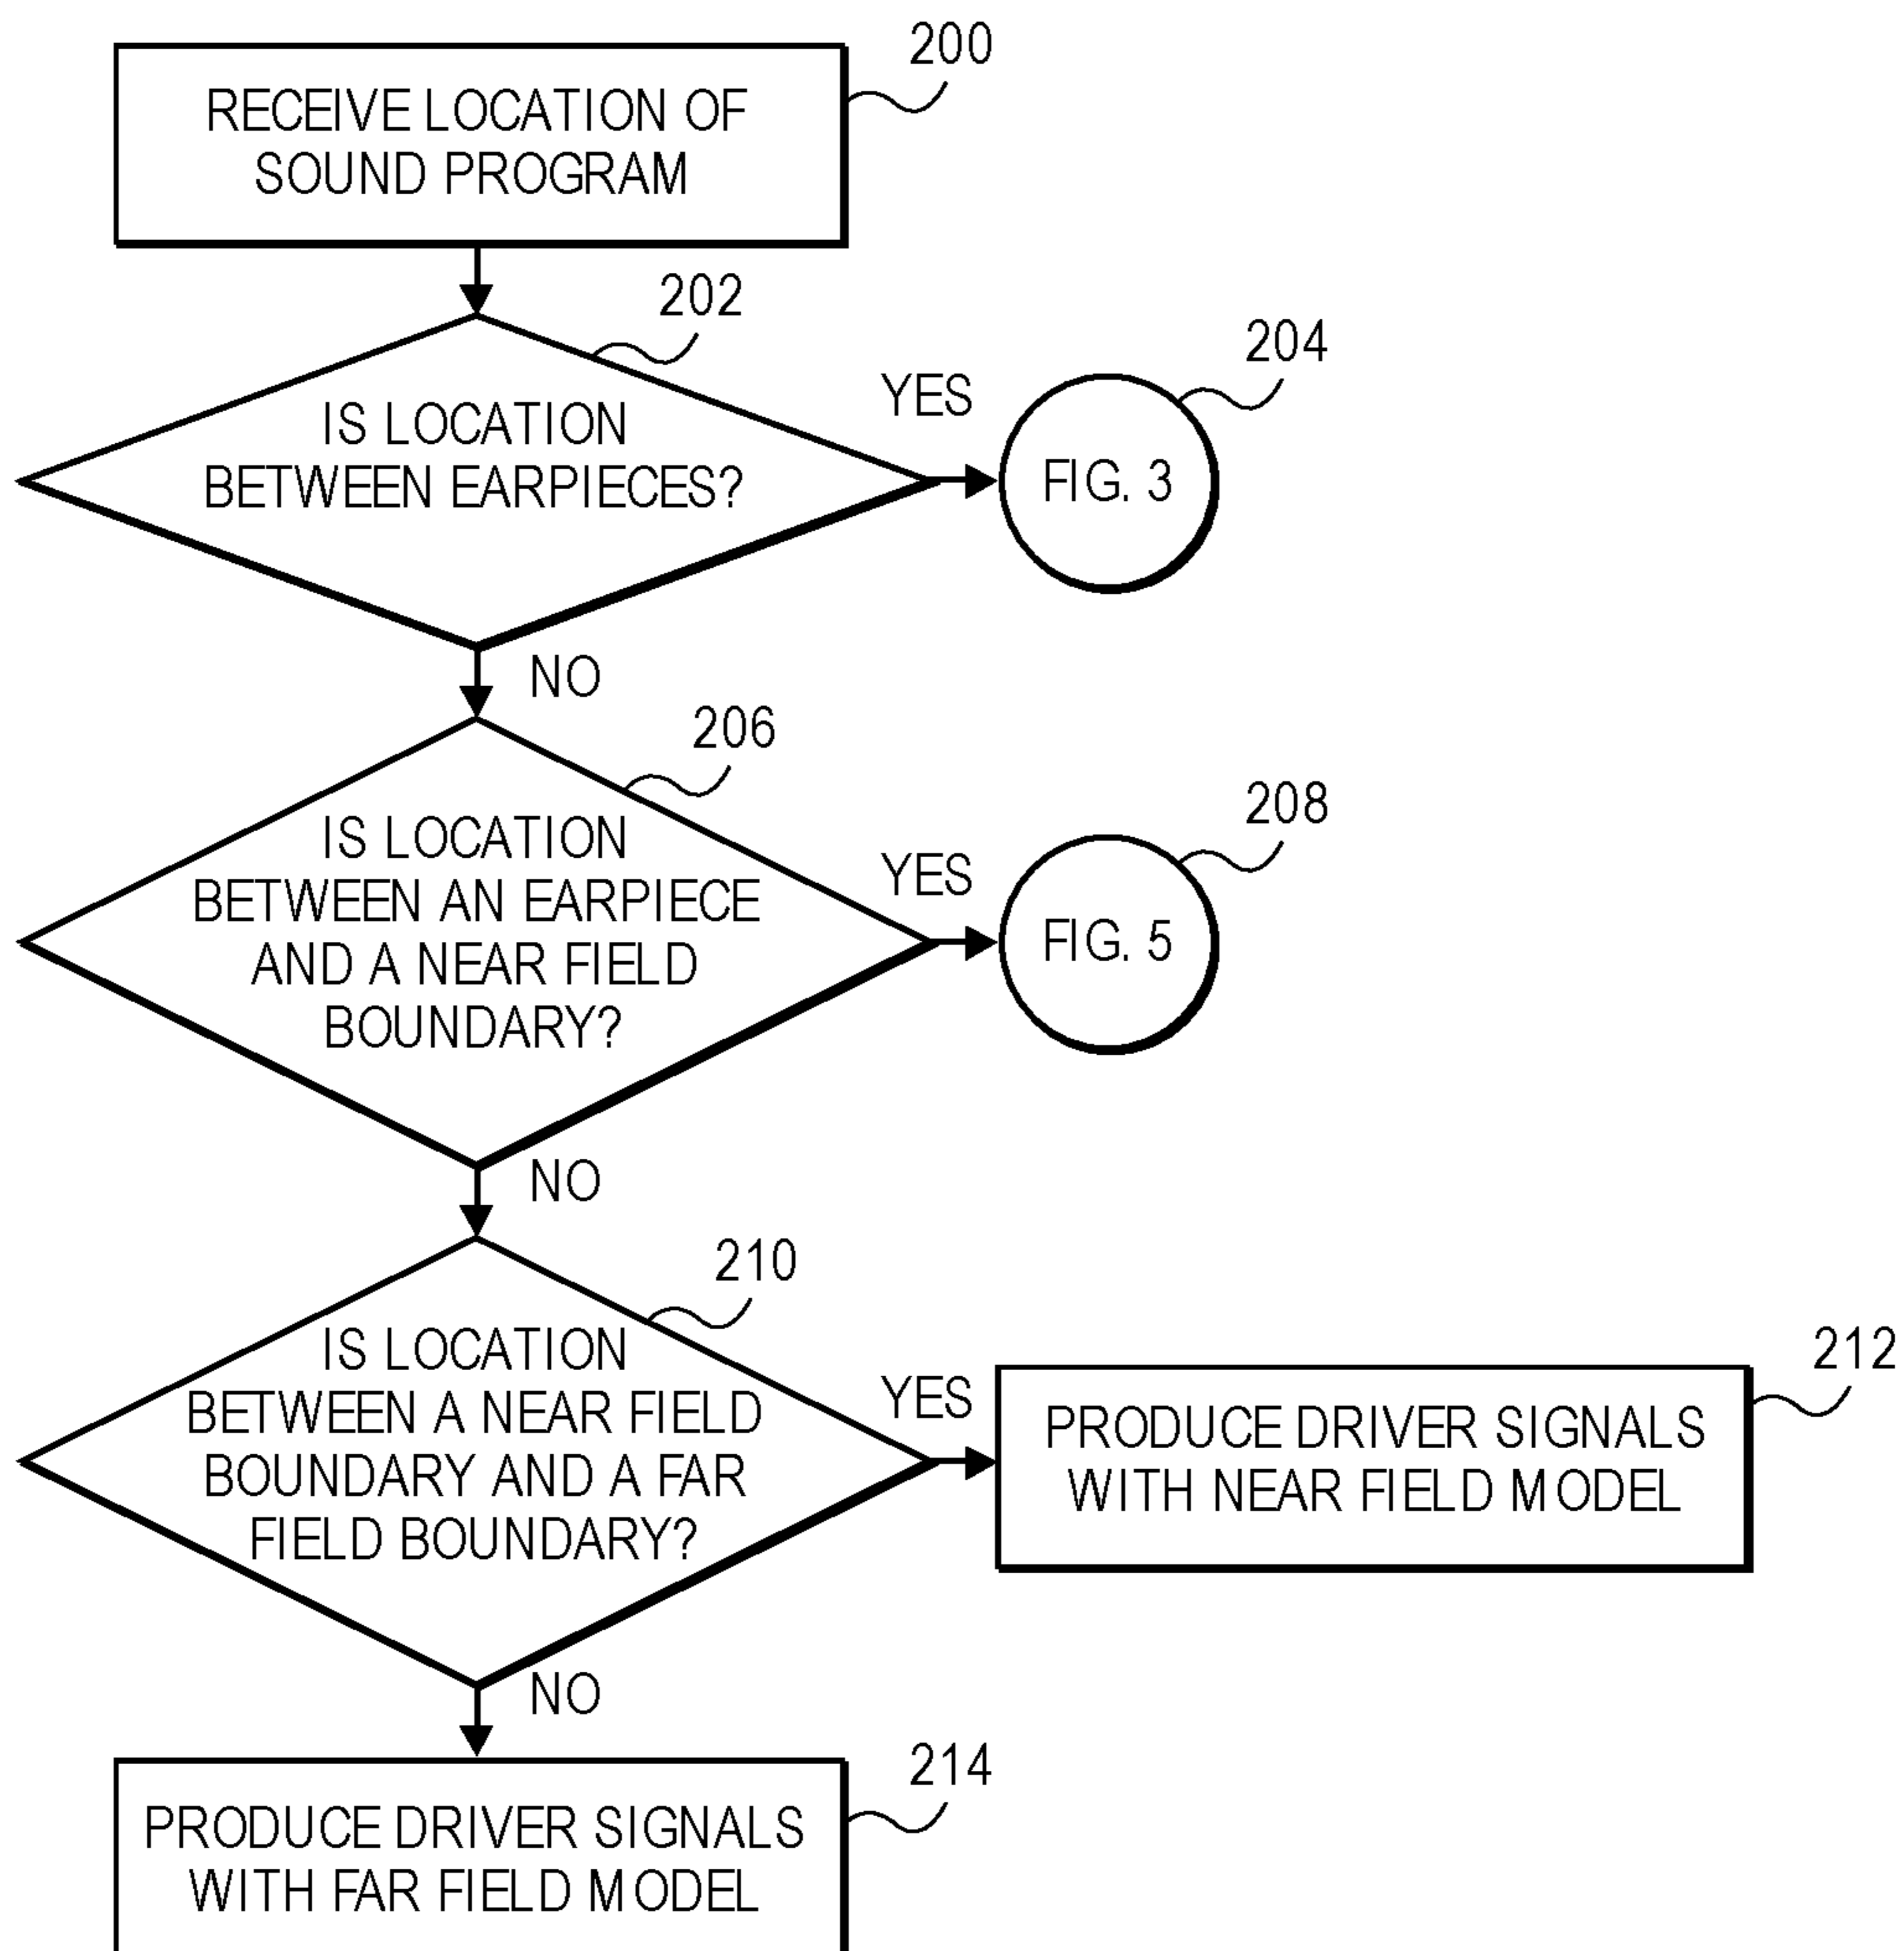 200
RECEIVE LOCATION OF
SOUND PROGRAM
202
IS LOCATION
BETWEEN EARPIECES?
YES
204
FIG. 3
NO
206
IS LOCATION
BETWEEN AN EARPIECE
AND A NEAR FIELD
BOUNDARY?
YES
208
FIG. 5
NO
210
IS LOCATION
BETWEEN A NEAR FIELD
BOUNDARY AND A FAR
FIELD BOUNDARY?
YES
212
PRODUCE DRIVER SIGNALS
WITH NEAR FIELD MODEL
NO
214
PRODUCE DRIVER SIGNALS
WITH FAR FIELD MODEL